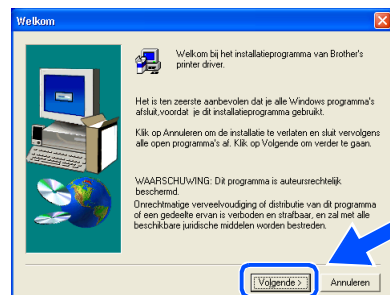 Welkom
Welkom bij het installatieprogramma van Brother's
printer driver.
Het is ten zeerste aanbevolen dat je alle Windows programma's
afsluit,voordat je dit installatieprogramma gebruikt.
Klik op Annuleren om de installatie te verlaten en sluit vervolgens
alle open programma's af. Klik op Volgende om verder te gaan.
WAARSCHUWING: Dit programma is auteursrechtelijk
beschermd.
Onrechtmatige verveelvoudiging of distributie van dit programma
of een gedeelte ervan is verboden en strafbaar, en zal met alle
beschikbare juridische middelen worden bestreden.
Volgende >
Annuleren